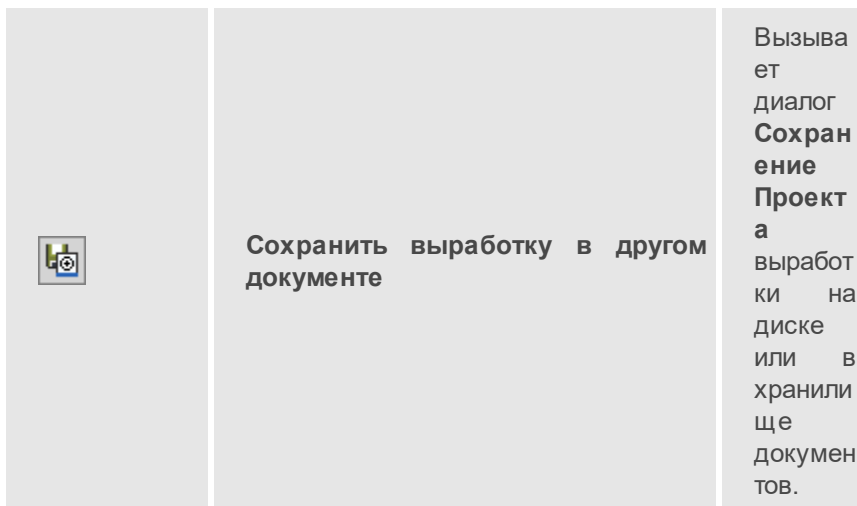 Сохранить выработку в другом
документе
Вызыва
ет
диалог
Сохран
ение
Проект
а
выработ
ки на
диске
или в
хранили
ще
докумен
тов.